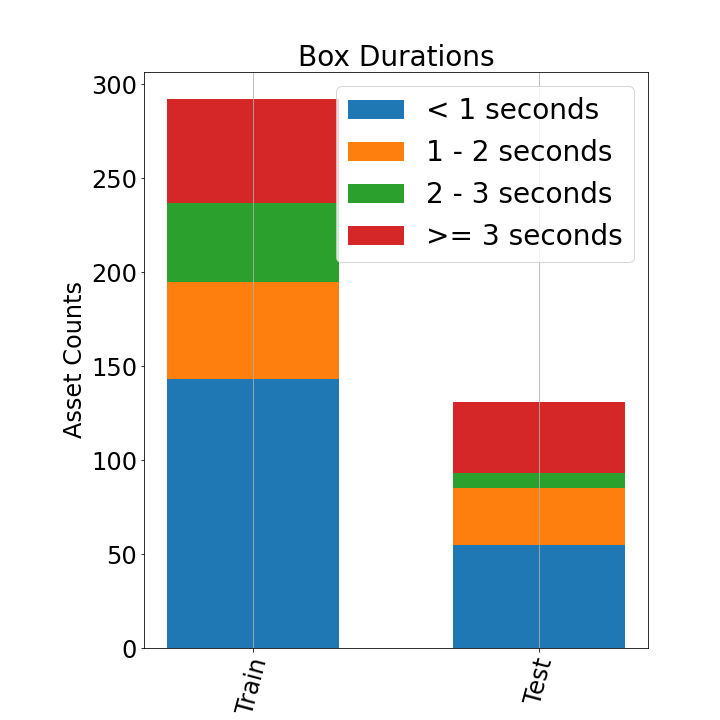 Box Durations
300
250
200
150
100
50
0
Asset Counts
< 1 seconds
1 - 2 seconds
2 - 3 seconds
>= 3 seconds
Train
Test